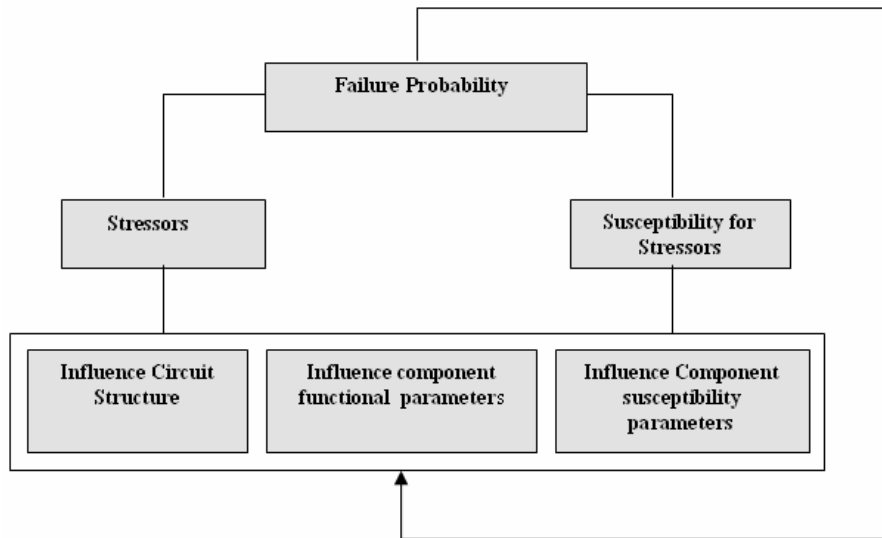 Failure Probability
Stressors
Susceptibility for
Stressors
Influence Circuit
Structure
Influence component
functional parameters
Influence Component
susceptibility
parameters